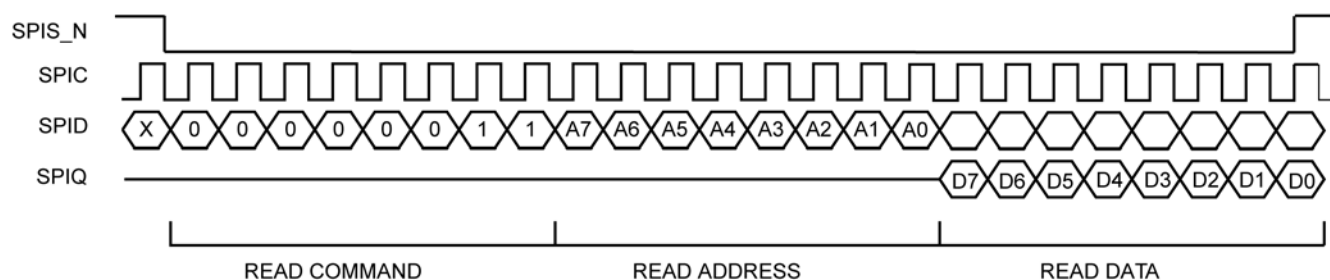 SPIS_N
SPIC
SPID X 0 0 0 0 0 0 1 1 A7 A6 A5 A4 A3 A2 A1 A0
SPIQ D7 D6 D5 D4 D3 D2 D1 D0
READ COMMAND READ ADDRESS READ DATA